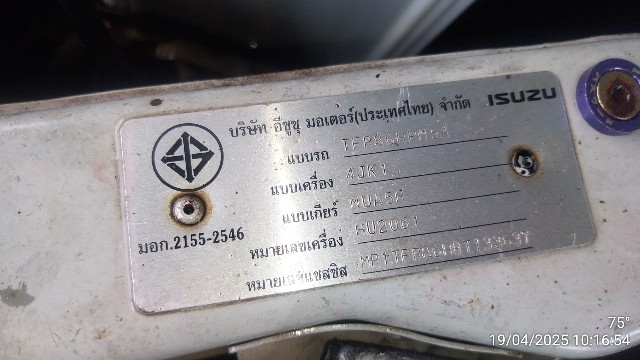 บริษัท อีซูซุ มอเตอร์(ประเทศไทย) จำกัด ISUZU
แบบรถ
แบบเครื่อง 4JK1
แบบเกียร์
หมายเลขเครื่อง HU2061
หมายเลขแชสซิส
มอก.2155-2546
75°
19/04/2025 10:16:54